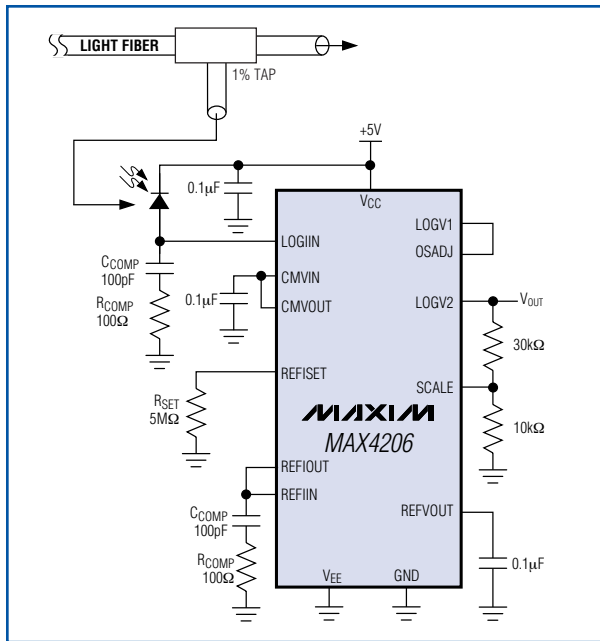 LIGHT FIBER
1% TAP
+5V
0.1µF
VCC
LOGV1
OSADJ
LOGIIN
CCOMP
100pF
RCOMP
100Ω
CMVIN
CMVOUT
0.1µF
LOGV2
VOUT
30kΩ
REFISET
RSET
5MΩ
SCALE
10kΩ
MAXIM
MAX4206
REFIOUT
REFIIN
CCOMP
100pF
RCOMP
100Ω
REFVOUT
0.1µF
VEE
GND